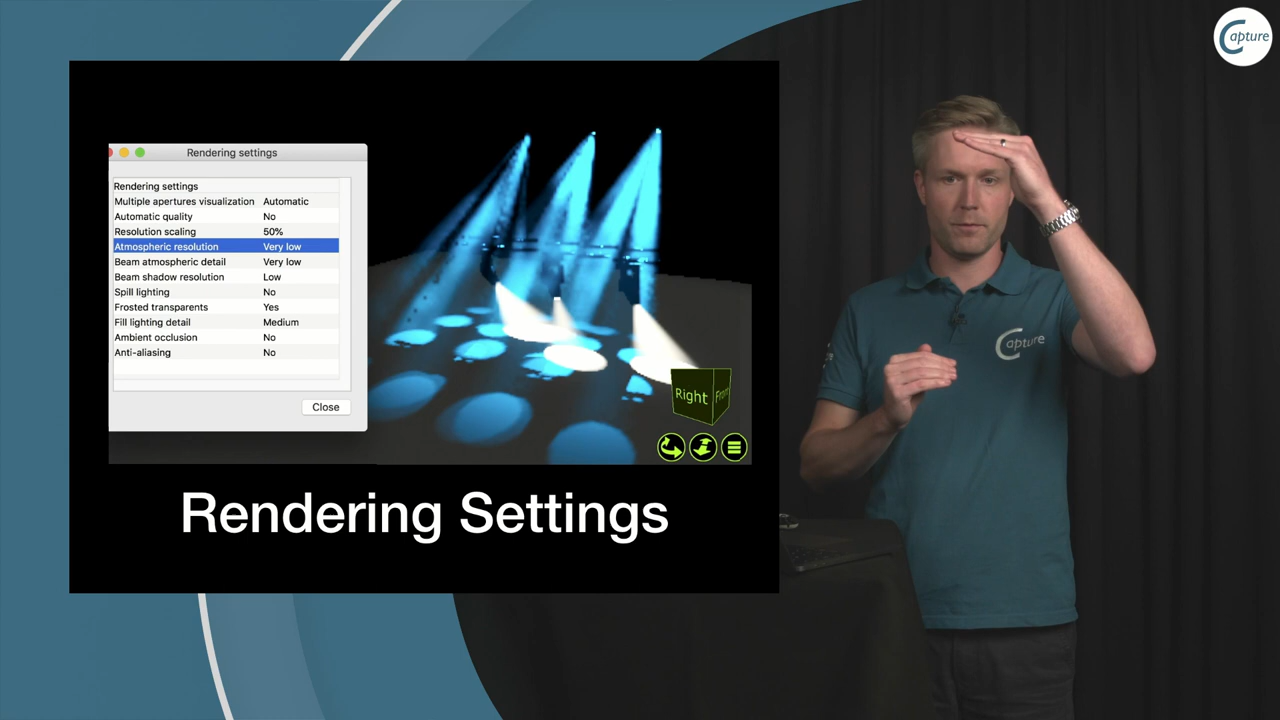 Capture
Rendering settings
Rendering settings
Multiple apertures visualization Automatic
Automatic quality No
Resolution scaling 50%
Atmospheric resolution Very low
Beam atmospheric detail Very low
Beam shadow resolution Low
Spill lighting No
Frosted transparents Yes
Fill lighting detail Medium
Ambient occlusion No
Anti-aliasing No
Close
Right
Front
Rendering Settings
Capture